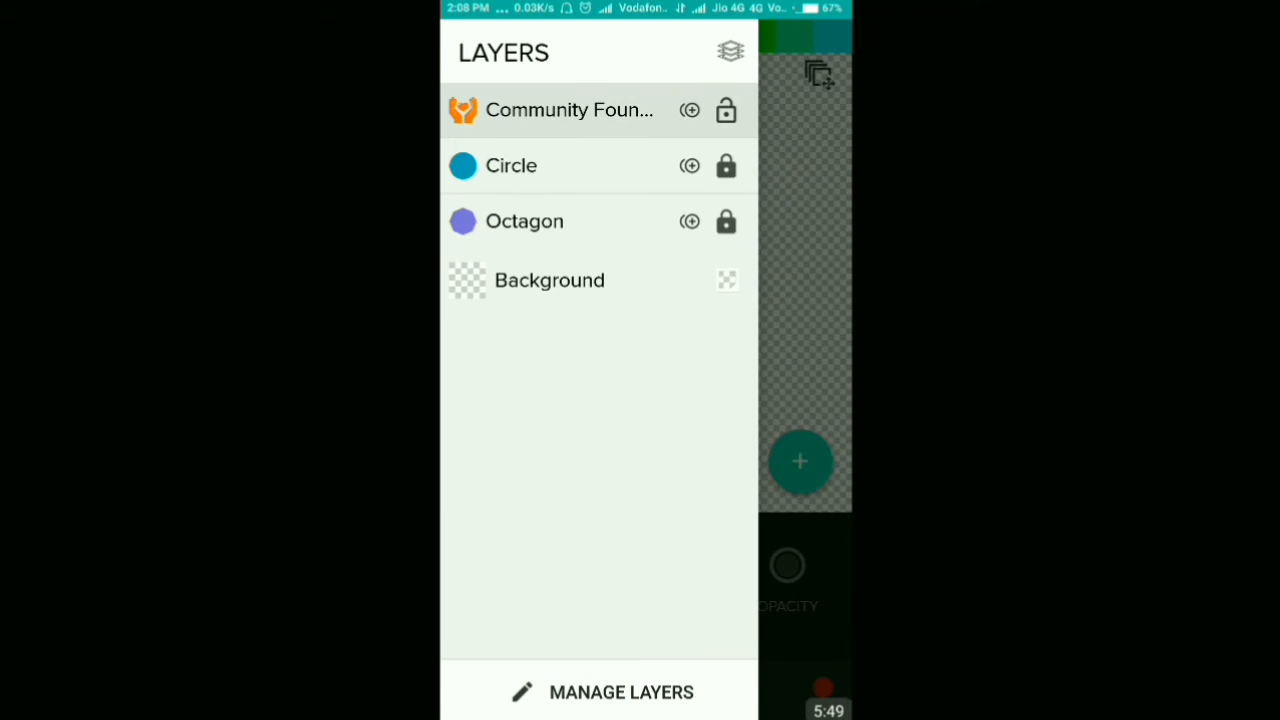 2:08 PM ... 0.03K/s Vodafon.. Jio 4G 4G Vo.. 67%
LAYERS
Community Foun...
Circle
Octagon
Background
OPACITY
MANAGE LAYERS
5:49